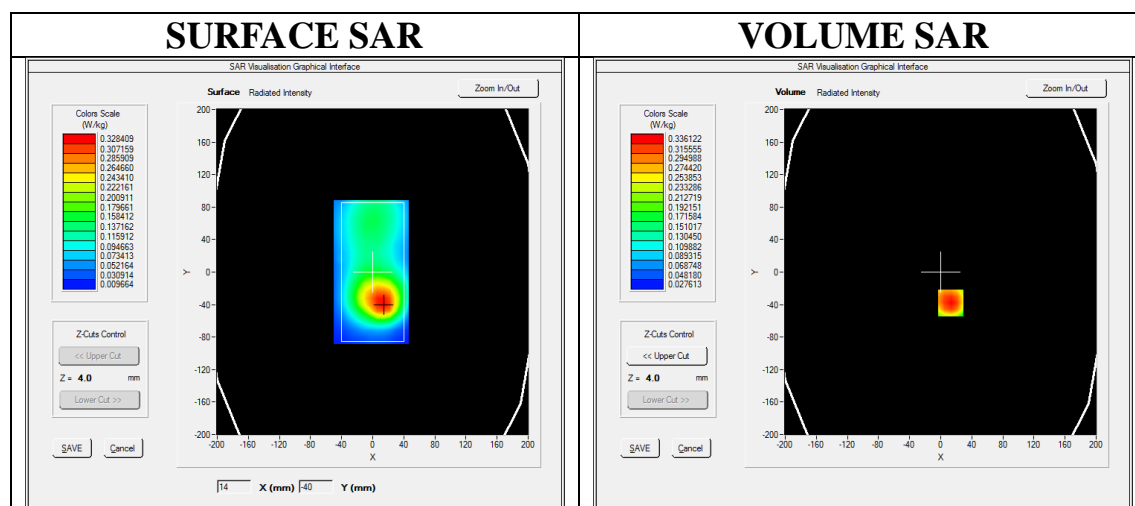 SURFACE SAR
SAR Visualisation Graphical Interface
Surface Radiated Intensity
Zoom In/Out
Colors Scale
(W/kg)
0.328409
0.307159
0.285909
0.264660
0.243410
0.222161
0.200911
0.179661
0.158412
0.137162
0.115912
0.094663
0.073413
0.052164
0.030914
0.009664
Z-Cuts Control
<< Upper Cut
Z = 4.0 mm
Lower Cut >>
SAVE Cancel
200
160
120
80
40
0
-40
-80
-120
-160
-200
Y
-200 -160 -120 -80 -40 0 40 80 120 160 200
X
14 X (mm) -40 Y (mm)
VOLUME SAR
SAR Visualisation Graphical Interface
Volume Radiated Intensity
Zoom In/Out
Colors Scale
(W/kg)
0.336122
0.315555
0.294988
0.274420
0.253853
0.233286
0.212719
0.192151
0.171584
0.151017
0.130450
0.109882
0.089315
0.068748
0.048180
0.027613
Z-Cuts Control
<< Upper Cut
Z = 4.0 mm
Lower Cut >>
SAVE Cancel
200
160
120
80
40
0
-40
-80
-120
-160
-200
Y
-200 -160 -120 -80 -40 0 40 80 120 160 200
X